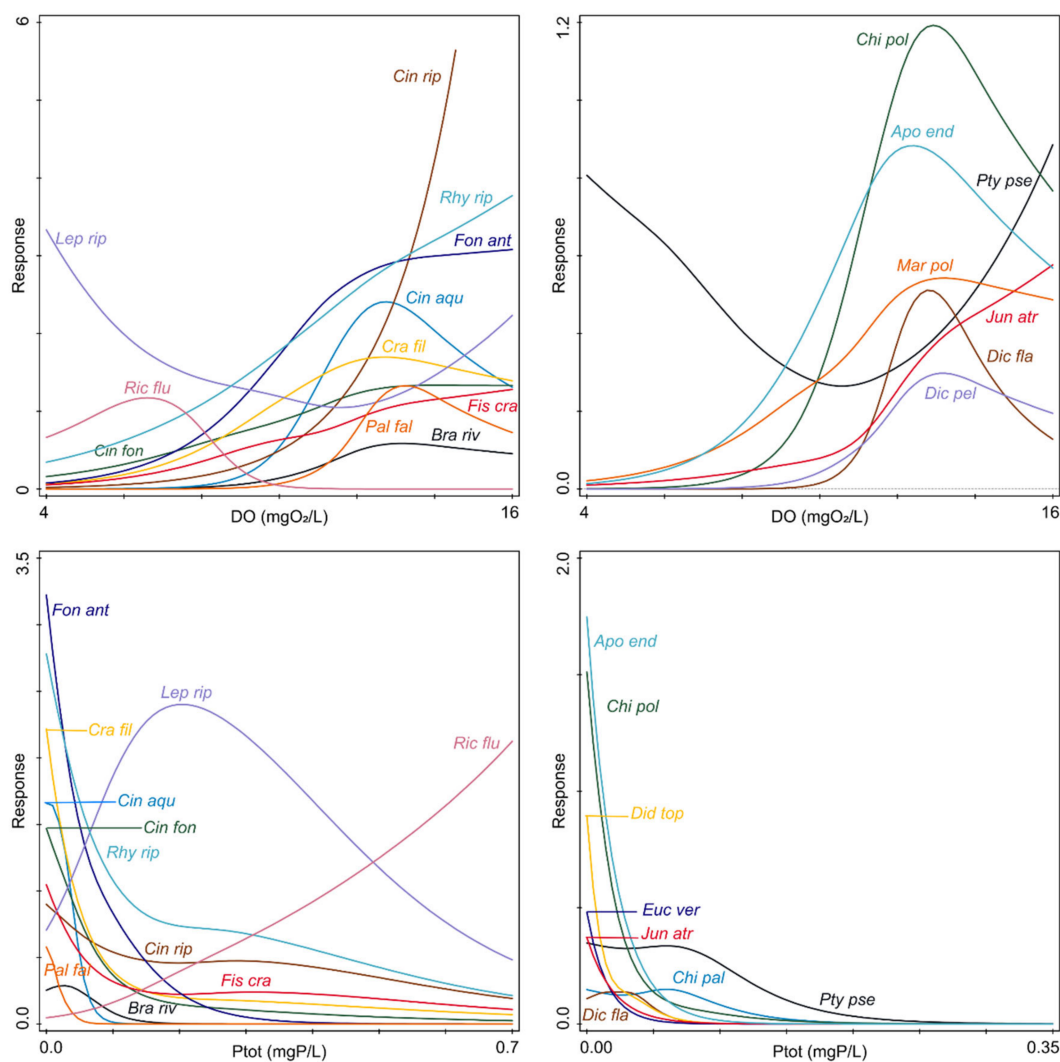 6
Response
0
Cin rip
Rhy rip
Lep rip
Fon ant
Cin aqu
Cra fil
Ric flu
Fis cra
Pal fal
Cin fon
Bra riv
4
DO (mgO₂/L)
16
1.2
Response
0.0
Chi pol
Apo end
Pty pse
Mar pol
Jun atr
Dic fla
Dic pel
4
DO (mgO₂/L)
16
3.5
Response
0.0
Fon ant
Lep rip
Cra fil
Ric flu
Cin aqu
Cin fon
Rhy rip
Cin rip
Pal fal
Fis cra
Bra riv
0.0
Ptot (mgP/L)
0.7
2.0
Response
0.0
Apo end
Chi pol
Did top
Euc ver
Jun atr
Chi pal
Pty pse
Dic fla
0.00
Ptot (mgP/L)
0.35